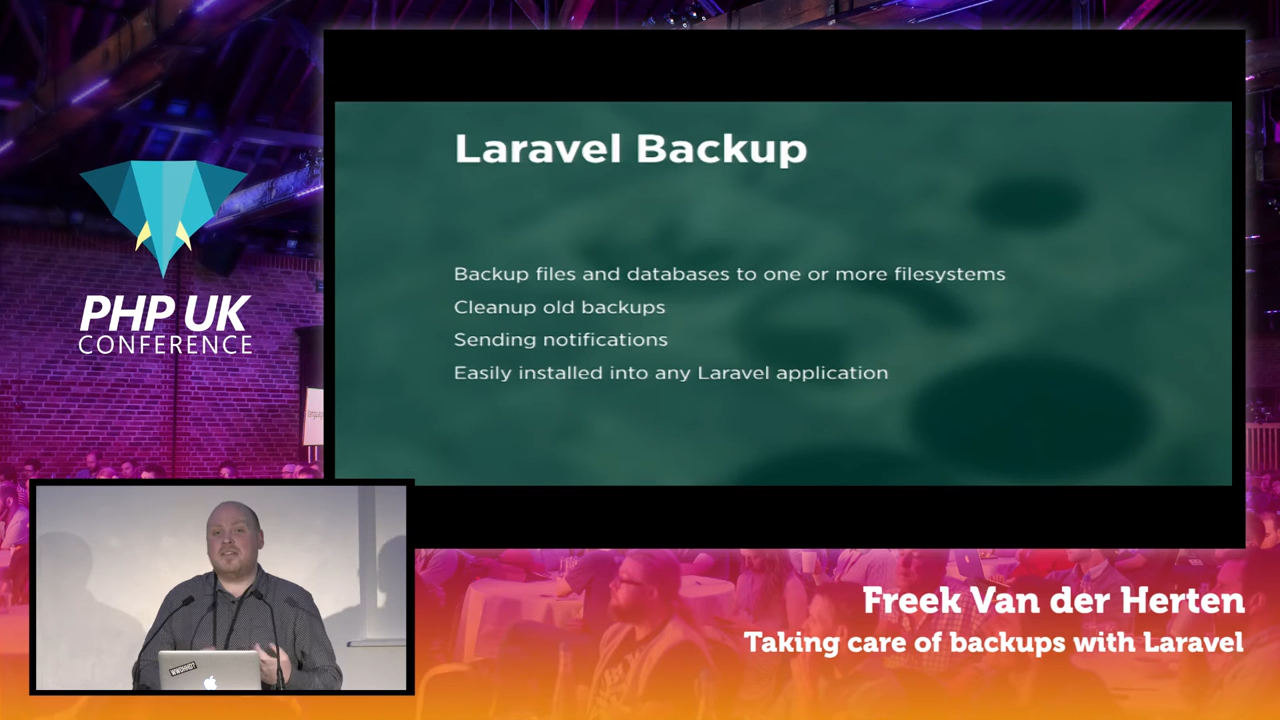 Laravel Backup
Backup files and databases to one or more filesystems
Cleanup old backups
Sending notifications
Easily installed into any Laravel application
PHP UK
CONFERENCE
Freek Van der Herten
Taking care of backups with Laravel